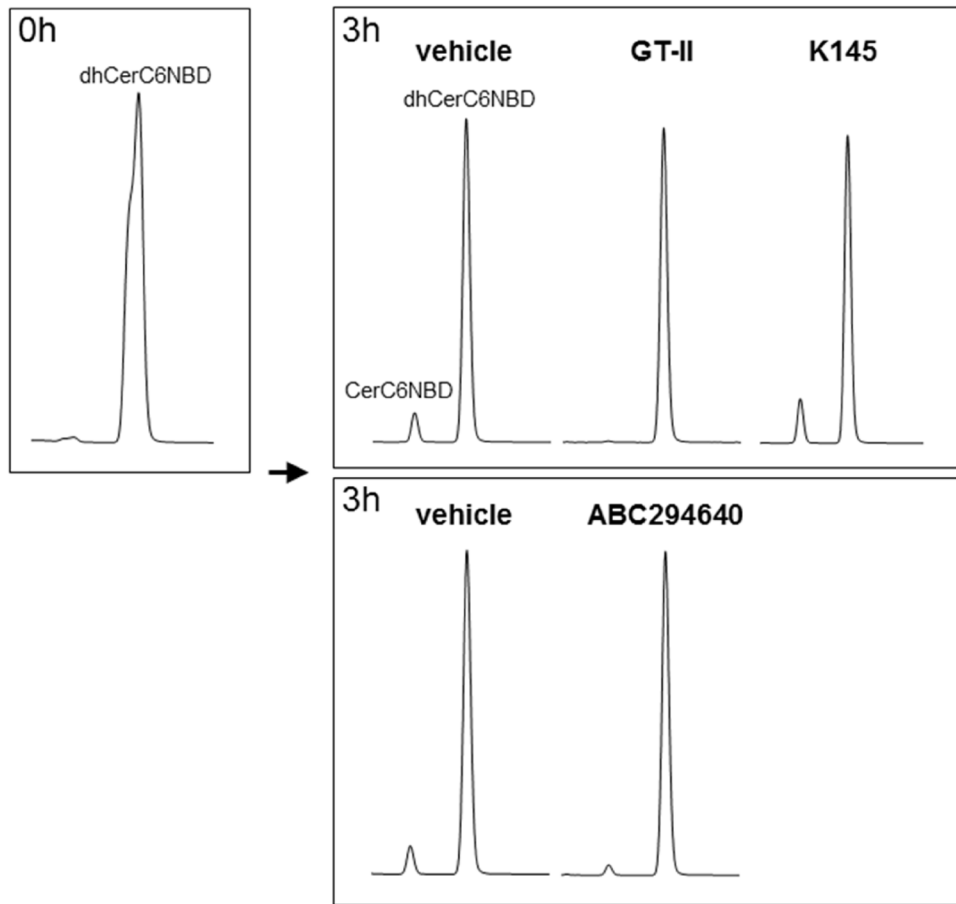 0h
dhCerC6NBD
3h
vehicle GT-II K145
dhCerC6NBD
CerC6NBD
3h
vehicle ABC294640